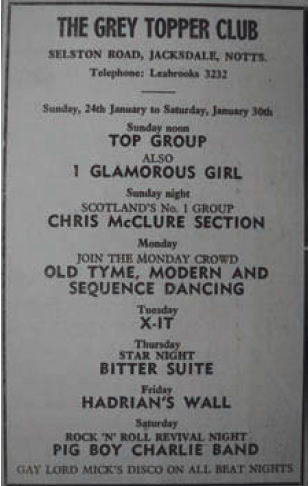 THE GREY TOPPER CLUB
SELSTON ROAD, JACKSDALE, NOTTS.
Telephone: Leabrooks 3232
Sunday, 24th January to Saturday, January 30th
Sunday noon
TOP GROUP
ALSO
1 GLAMOROUS GIRL
Sunday night
SCOTLAND'S No. 1 GROUP
CHRIS McCLURE SECTION
Monday
JOIN THE MONDAY CROWD
OLD TYME, MODERN AND
SEQUENCE DANCING
Tuesday
X-IT
Thursday
STAR NIGHT
BITTER SUITE
Friday
HADRIAN'S WALL
Saturday
ROCK 'N' ROLL REVIVAL NIGHT
PIG BOY CHARLIE BAND
GAY LORD MICK'S DISCO ON ALL BEAT NIGHTS